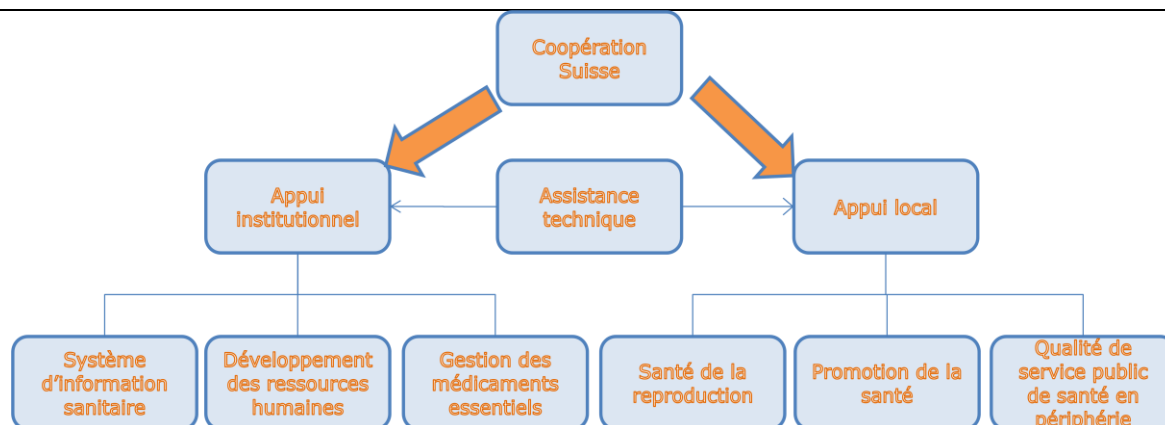 Coopération
Suisse
Appui
institutionnel
Assistance
technique
Appui local
Système
d'information
sanitaire
Développement
des ressources
humaines
Gestion des
médicaments
essentiels
Santé de la
reproduction
Promotion de la
santé
Qualité de
service public
de santé en
périphérie